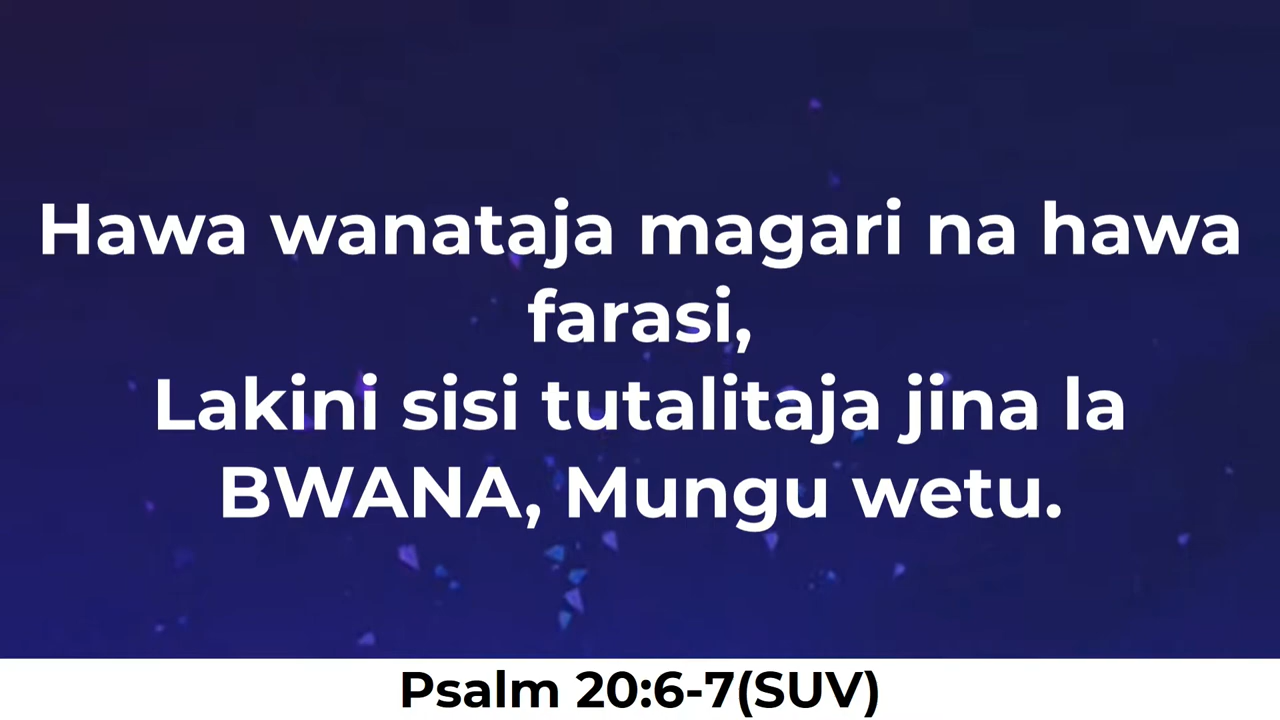 Hawa wanataja magari na hawa
farasi,
Lakini sisi tutalitaja jina la
BWANA, Mungu wetu.
Psalm 20:6-7(SUV)